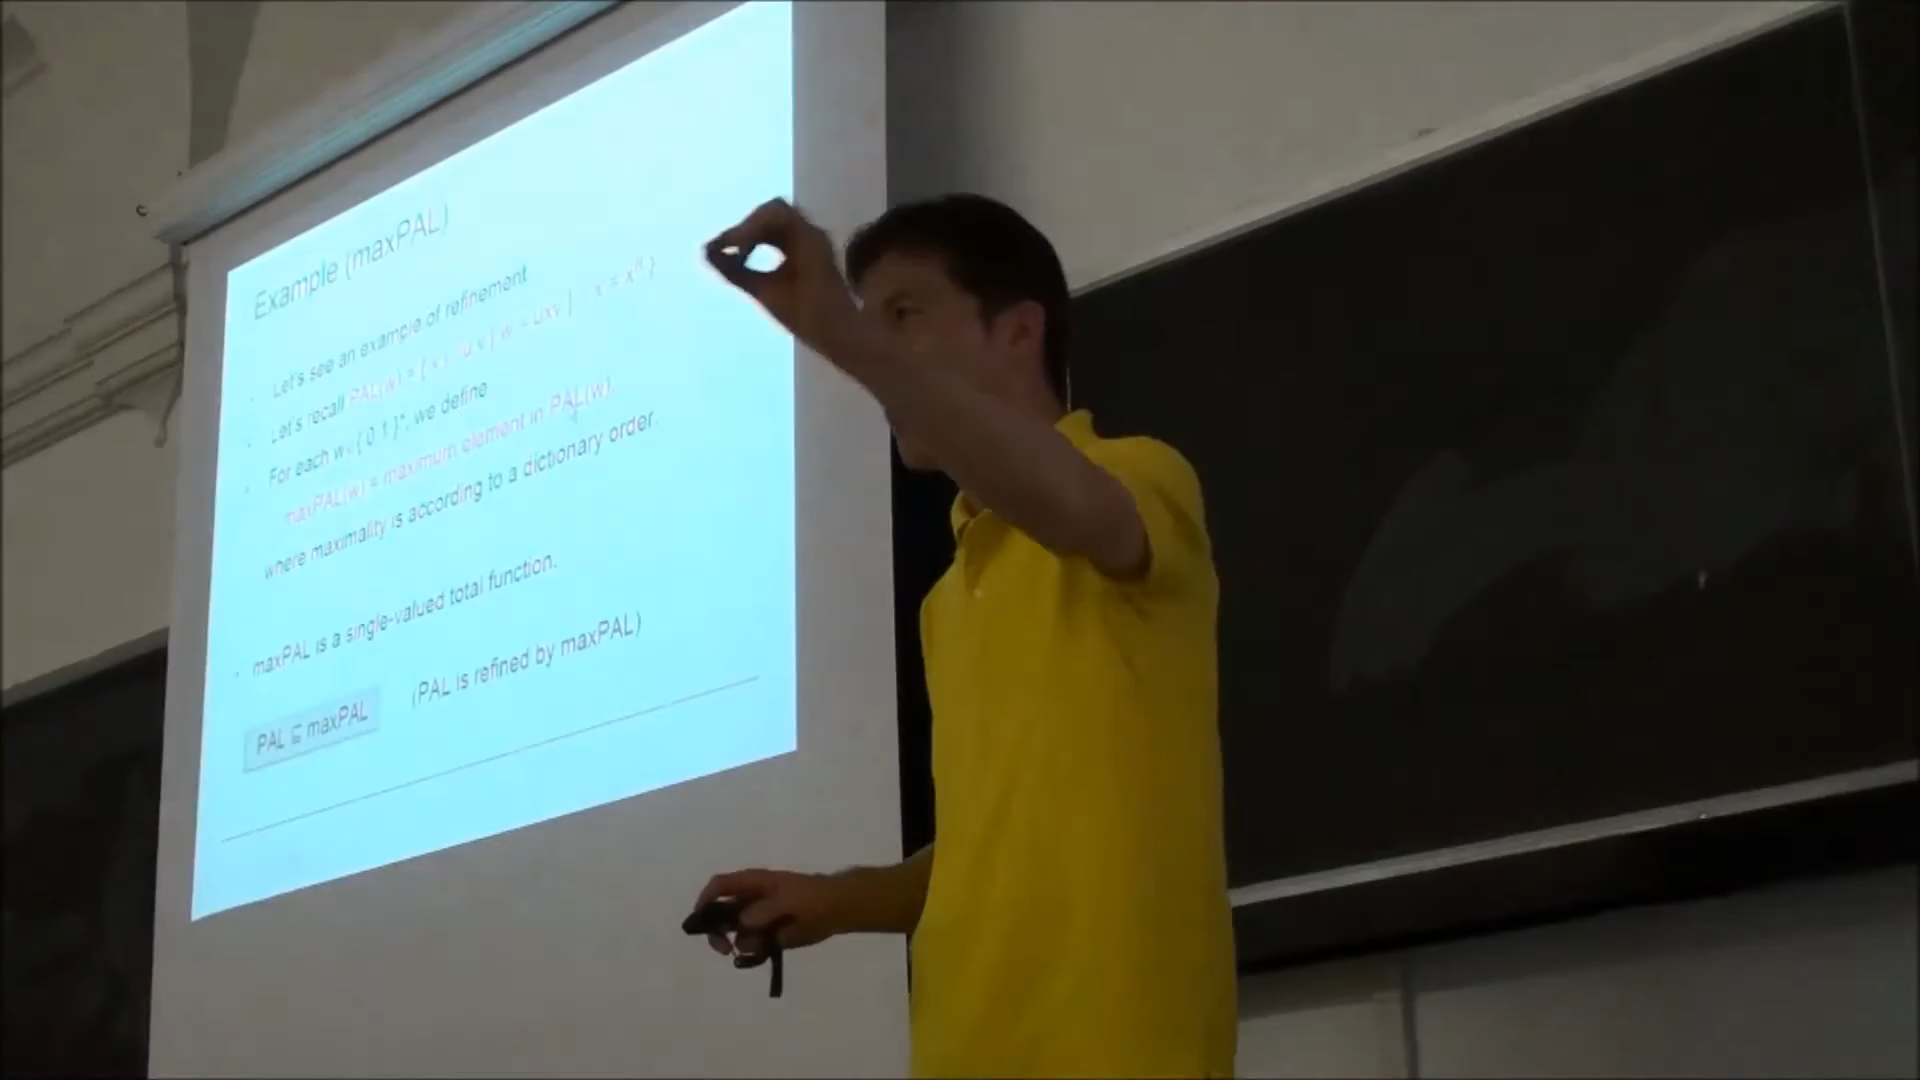 Example (maxPAL)
• Let's see an example of refinement
• Let's recall PAL(w) = { x | ∃u,v [ w = uxv ] x = x^R }
• For each w∈{ 0,1 }*, we define
maxPAL(w) = maximum element in PAL(w).
where maximality is according to a dictionary order.
• maxPAL is a single-valued total function.
PAL ⊑ maxPAL (PAL is refined by maxPAL)